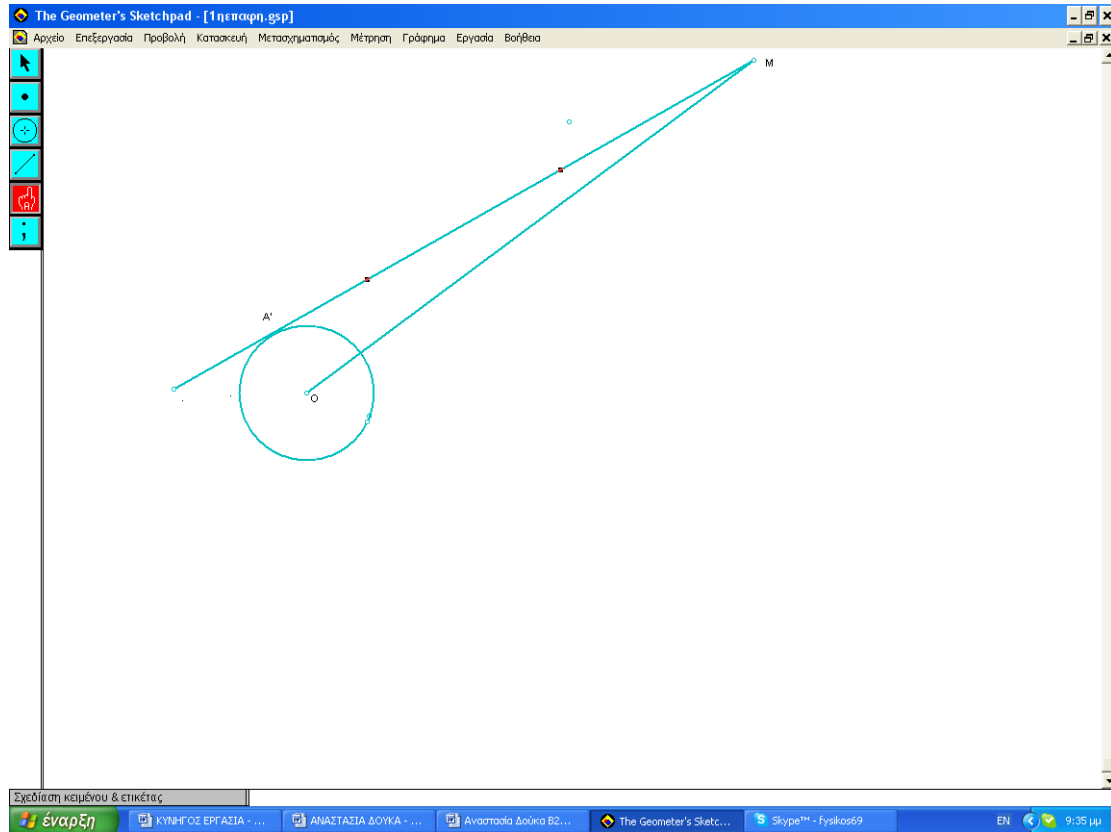 The Geometer's Sketchpad - [1ηεπαφη.gsp]
Αρχείο Επεξεργασία Προβολή Κατασκευή Μετασχηματισμός Μέτρηση Γράφημα Εργασία Βοήθεια
A
M
A'
O
Σχεδίαση κειμένου & ετικέτας
έναρξη ΚΥΝΗΓΟΣ ΕΡΓΑΣΙΑ - ... ΑΝΑΣΤΑΣΙΑ ΔΟΥΚΑ - ... Αναστασία Δούκα Β2... The Geometer's Sketc... Skype™ - fysikos69 EN 9:35 μμ